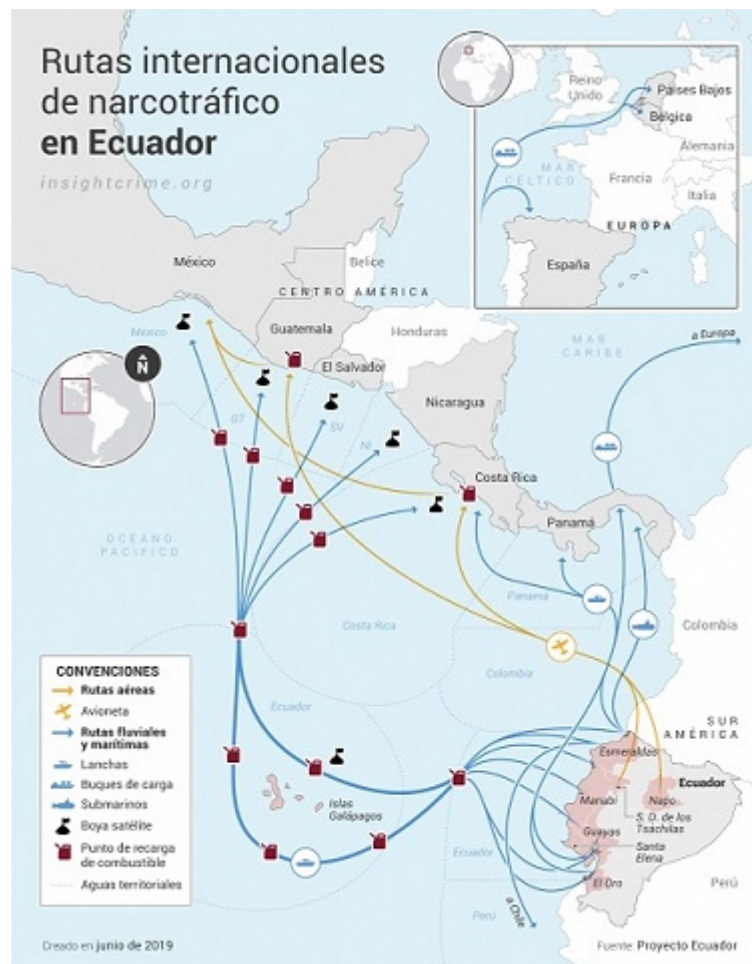 Rutas internacionales
de narcotráfico
en Ecuador
insightcrime.org
Reino
Unido
Países Bajos
Bélgica
Alemania
MAR
CÉLTICO
Francia
Italia
EUROPA
España
México
Belice
CENTRO AMÉRICA
México
Guatemala
Honduras
MAR
CARIBE
a Europa
El Salvador
N
Nicaragua
GT
SV
NI
Costa Rica
OCÉANO
PACÍFICO
Panamá
Panamá
Costa Rica
Colombia
Colombia
CONVENCIONES
Rutas aéreas
Avioneta
Rutas fluviales
y marítimas
Lanchas
Buques de carga
Submarinos
Boya satélite
Punto de recarga
de combustible
Aguas territoriales
Ecuador
SUR
AMÉRICA
Esmeraldas
Ecuador
Islas
Galápagos
Manabí
Napo
S. D. de los
Tsachilas
Guayas
Santa
Elena
Ecuador
El Oro
Perú
Perú
a Chile
Creado en junio de 2019
Fuente: Proyecto Ecuador